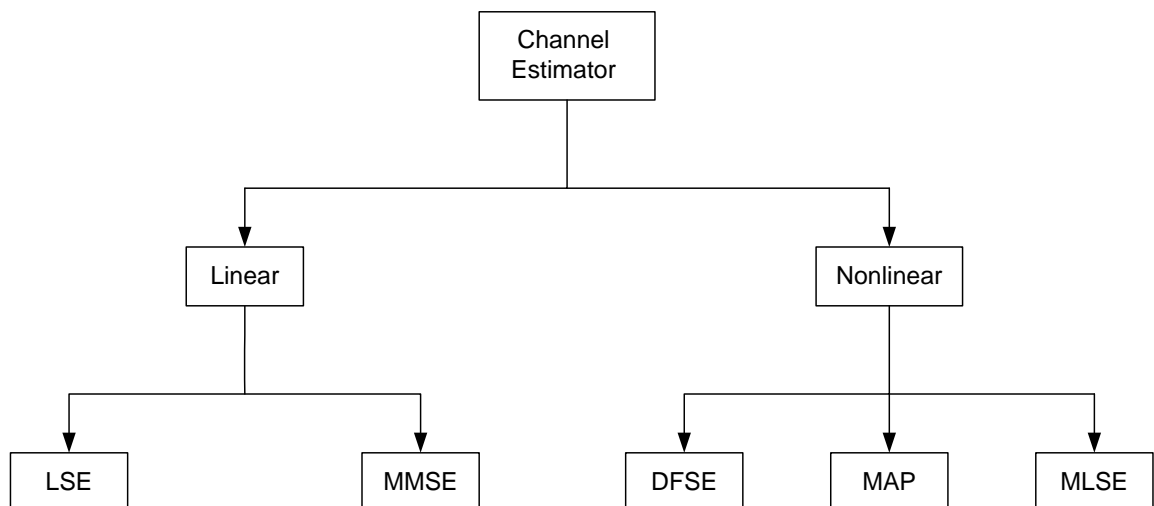 Channel
Estimator
Linear
Nonlinear
LSE
MMSE
DFSE
MAP
MLSE